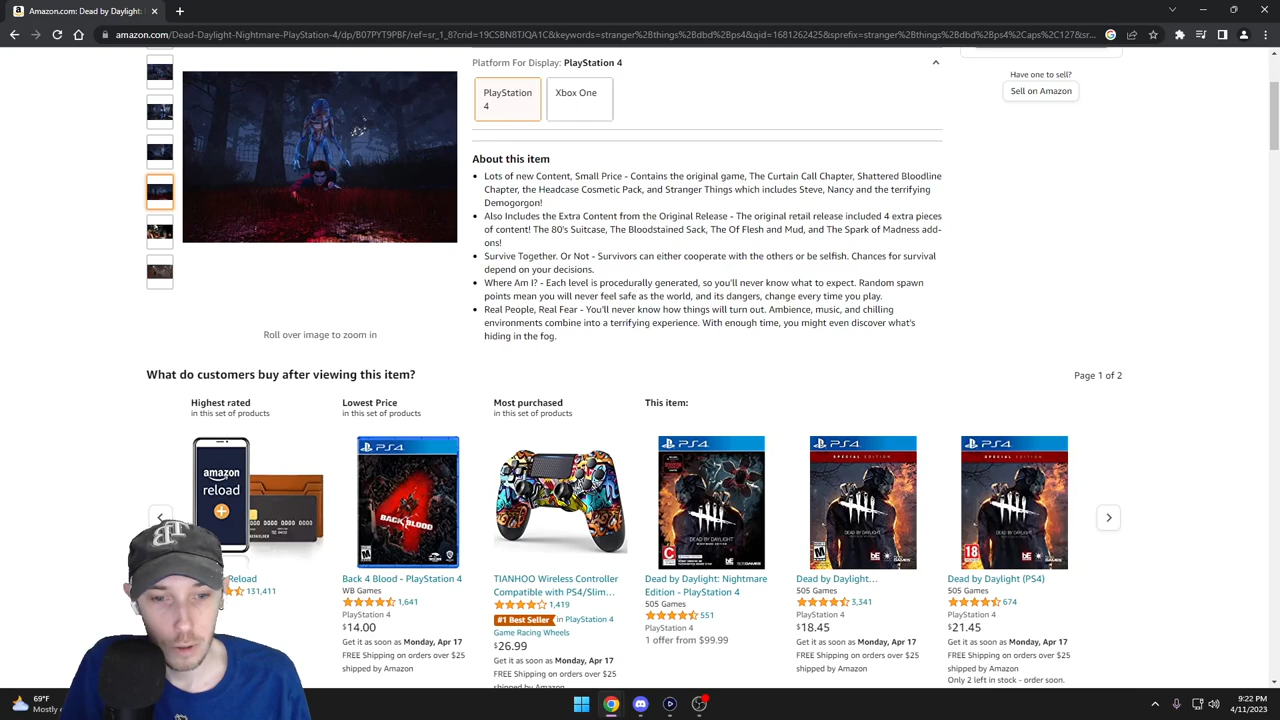 Amazon.com: Dead by Daylight:
amazon.com/Dead-Daylight-Nightmare-PlayStation-4/dp/B07PYT9PBF/ref=sr_1_8?crid=19CSBN8TJQA1C&keywords=stranger%2Bthings%2Bdbd%2Bps4&qid=1681262425&sprefix=stranger%2Bthings%2Bdbd%2Bps4%2Caps%2C127&sr...
Platform For Display: PlayStation 4
PlayStation 4
Xbox One
Have one to sell?
Sell on Amazon
About this item
Lots of new Content, Small Price - Contains the original game, The Curtain Call Chapter, Shattered Bloodline
Chapter, the Headcase Cosmetic Pack, and Stranger Things which includes Steve, Nancy and the terrifying
Demogorgon!
Also Includes the Extra Content from the Original Release - The original retail release included 4 extra pieces
of content! The 80's Suitcase, The Bloodstained Sack, The Of Flesh and Mud, and The Spark of Madness add-
ons!
Survive Together. Or Not - Survivors can either cooperate with the others or be selfish. Chances for survival
depend on your decisions.
Where Am I? - Each level is procedurally generated, so you'll never know what to expect. Random spawn
points mean you will never feel safe as the world, and its dangers, change every time you play.
Real People, Real Fear - You'll never know how things will turn out. Ambience, music, and chilling
environments combine into a terrifying experience. With enough time, you might even discover what's
hiding in the fog.
Roll over image to zoom in
What do customers buy after viewing this item?
Page 1 of 2
Highest rated
in this set of products
Lowest Price
in this set of products
Most purchased
in this set of products
This item:
amazon
reload
PS4
BACK BLOOD
PS4
DEAD BY DAYLIGHT
NIGHTMARE EDITION
PS4
SPECIAL EDITION
DEAD BY DAYLIGHT
PS4
SPECIAL EDITION
DEAD BY DAYLIGHT
18
Reload
131,411
Back 4 Blood - PlayStation 4
WB Games
1,641
PlayStation 4
$14.00
Get it as soon as Monday, Apr 17
FREE Shipping on orders over $25
shipped by Amazon
TIANHOO Wireless Controller
Compatible with PS4/Slim...
1,419
#1 Best Seller in PlayStation 4
Game Racing Wheels
$26.99
Get it as soon as Monday, Apr 17
FREE Shipping on orders over $25
shipped by Amazon
Dead by Daylight: Nightmare
Edition - PlayStation 4
505 Games
551
PlayStation 4
1 offer from $99.99
Dead by Daylight...
505 Games
3,341
PlayStation 4
$18.45
Get it as soon as Monday, Apr 17
FREE Shipping on orders over $25
shipped by Amazon
Dead by Daylight (PS4)
505 Games
674
PlayStation 4
$21.45
Get it as soon as Monday, Apr 17
FREE Shipping on orders over $25
shipped by Amazon
Only 2 left in stock - order soon.
69°F
Mostly c
9:22 PM
4/11/2023